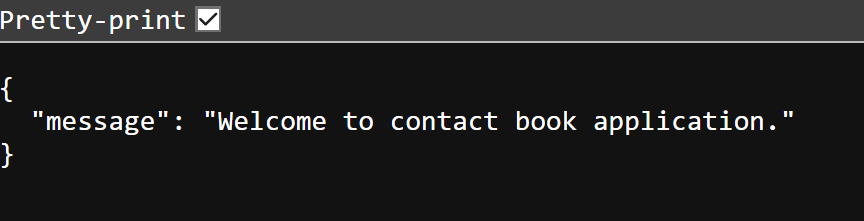 Pretty-print
{
  "message": "Welcome to contact book application."
}